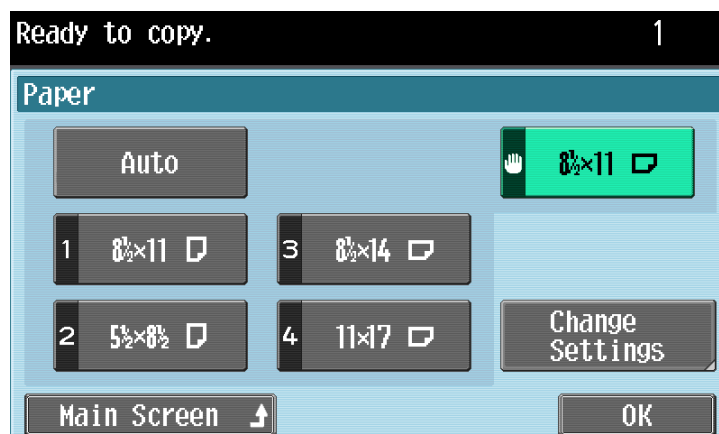 Ready to copy. 1
Paper
Auto
8½×11
1 8½×11
3 8½×14
2 5½×8½
4 11×17
Change
Settings
Main Screen
OK